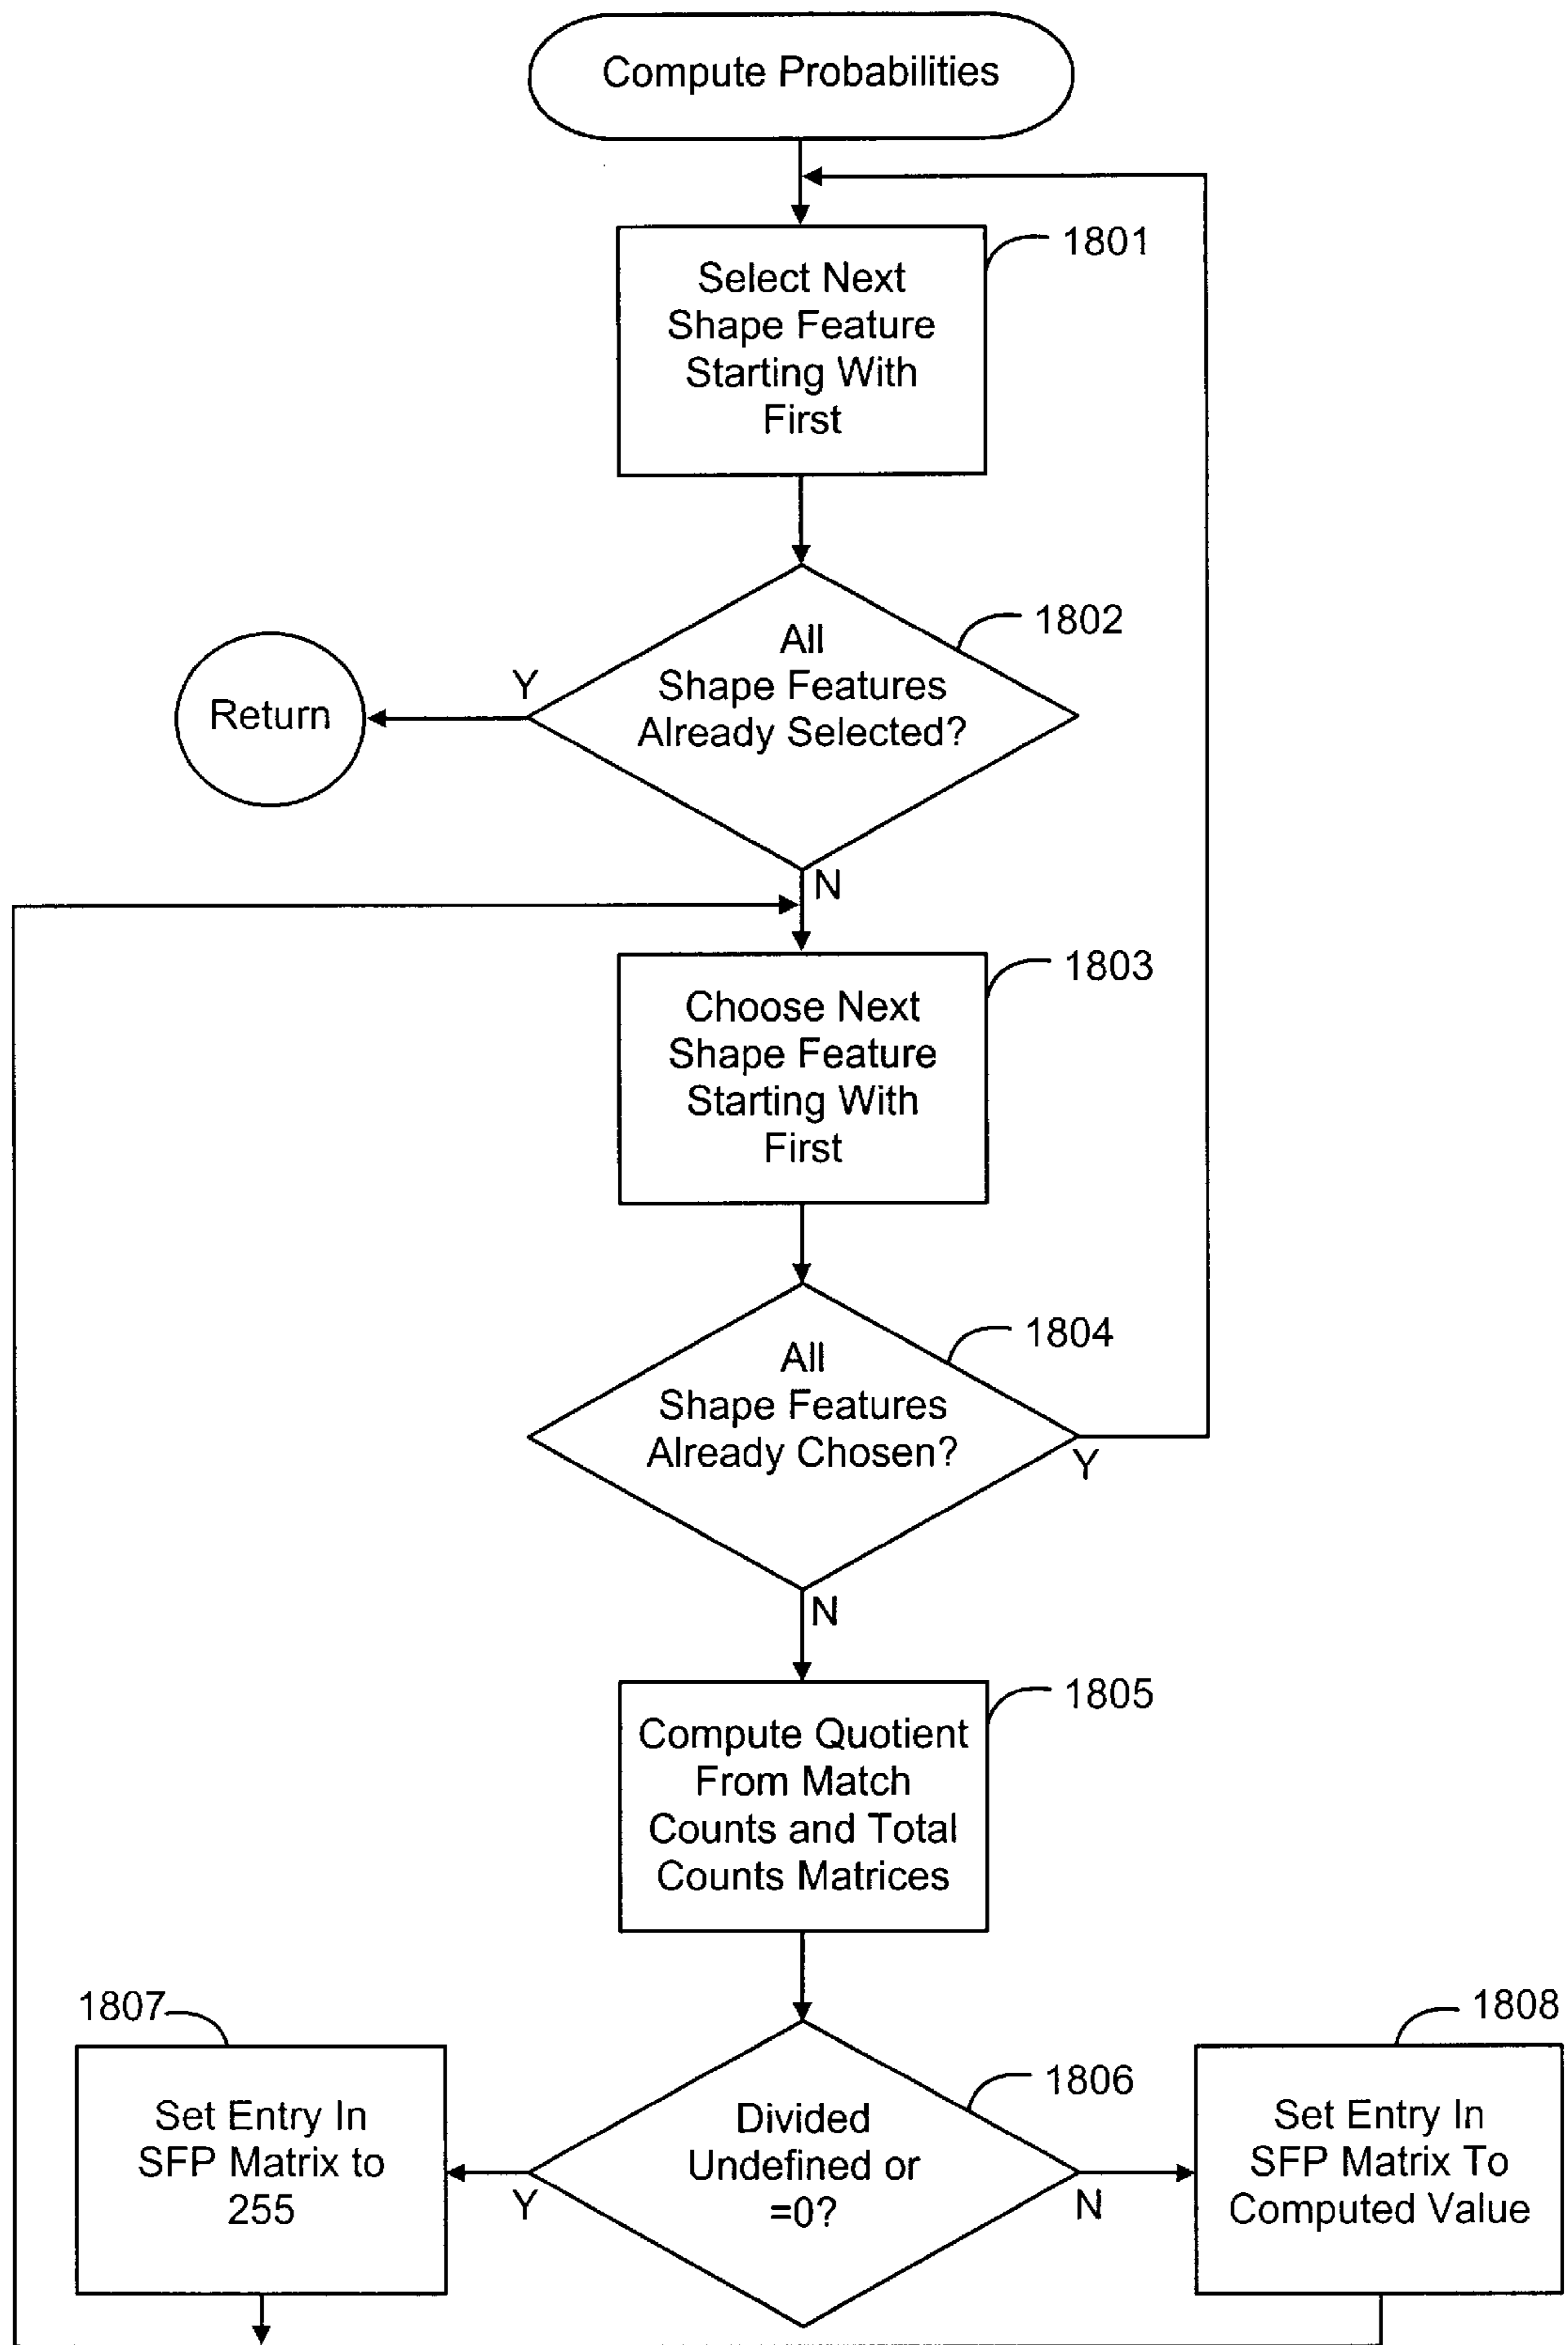 Compute Probabilities
1801
Select Next
Shape Feature
Starting With
First
1802
All
Shape Features
Already Selected?
Y
Return
N
1803
Choose Next
Shape Feature
Starting With
First
1804
All
Shape Features
Already Chosen?
Y
N
1805
Compute Quotient
From Match
Counts and Total
Counts Matrices
1807
1808
1806
Set Entry In
SFP Matrix to
255
Y
Divided
Undefined or
=0?
N
Set Entry In
SFP Matrix To
Computed Value